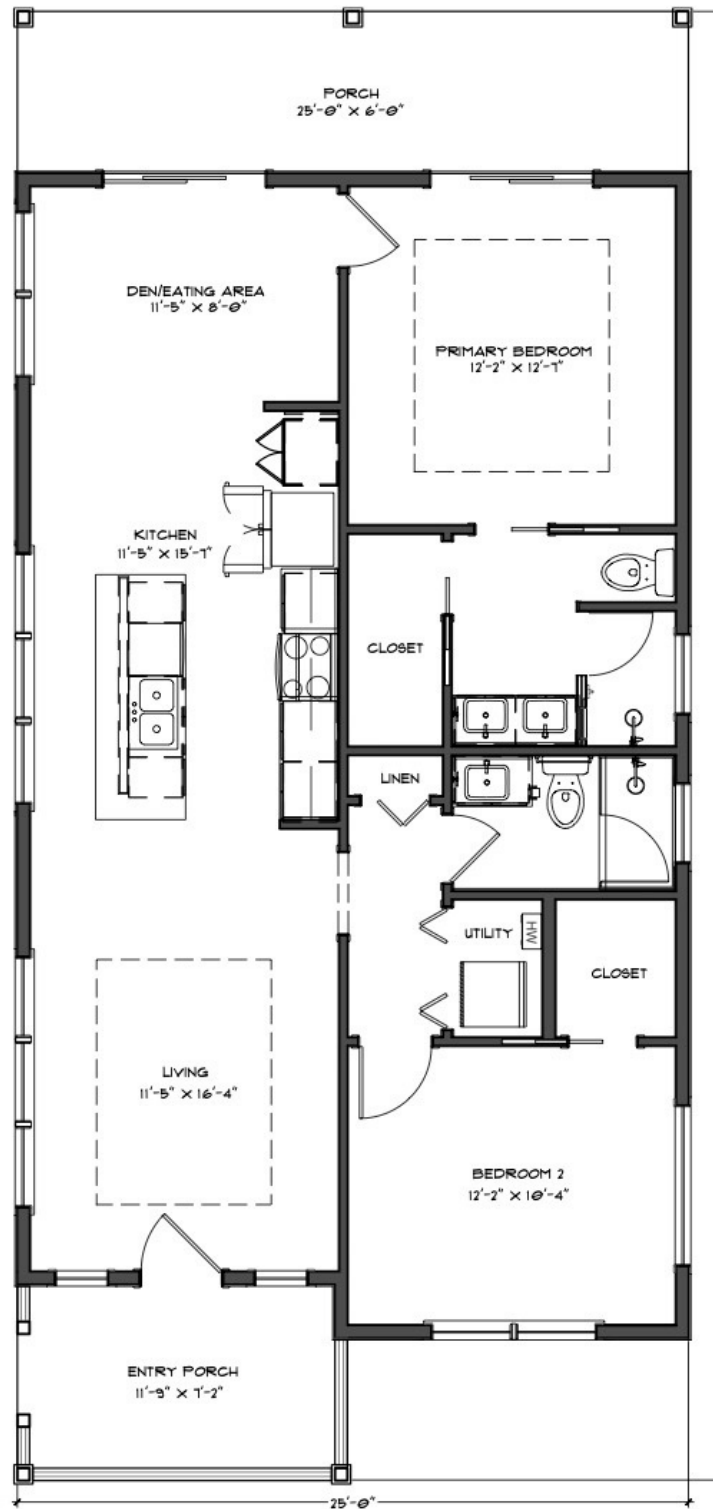 PORCH
25'-0" X 6'-0"
DEN/EATING AREA
11'-5" X 8'-0"
PRIMARY BEDROOM
12'-2" X 12'-7"
KITCHEN
11'-5" X 15'-7"
CLOSET
LINEN
UTILITY
HW
CLOSET
LIVING
11'-5" X 16'-4"
BEDROOM 2
12'-2" X 10'-4"
ENTRY PORCH
11'-9" X 7'-2"
25'-0"